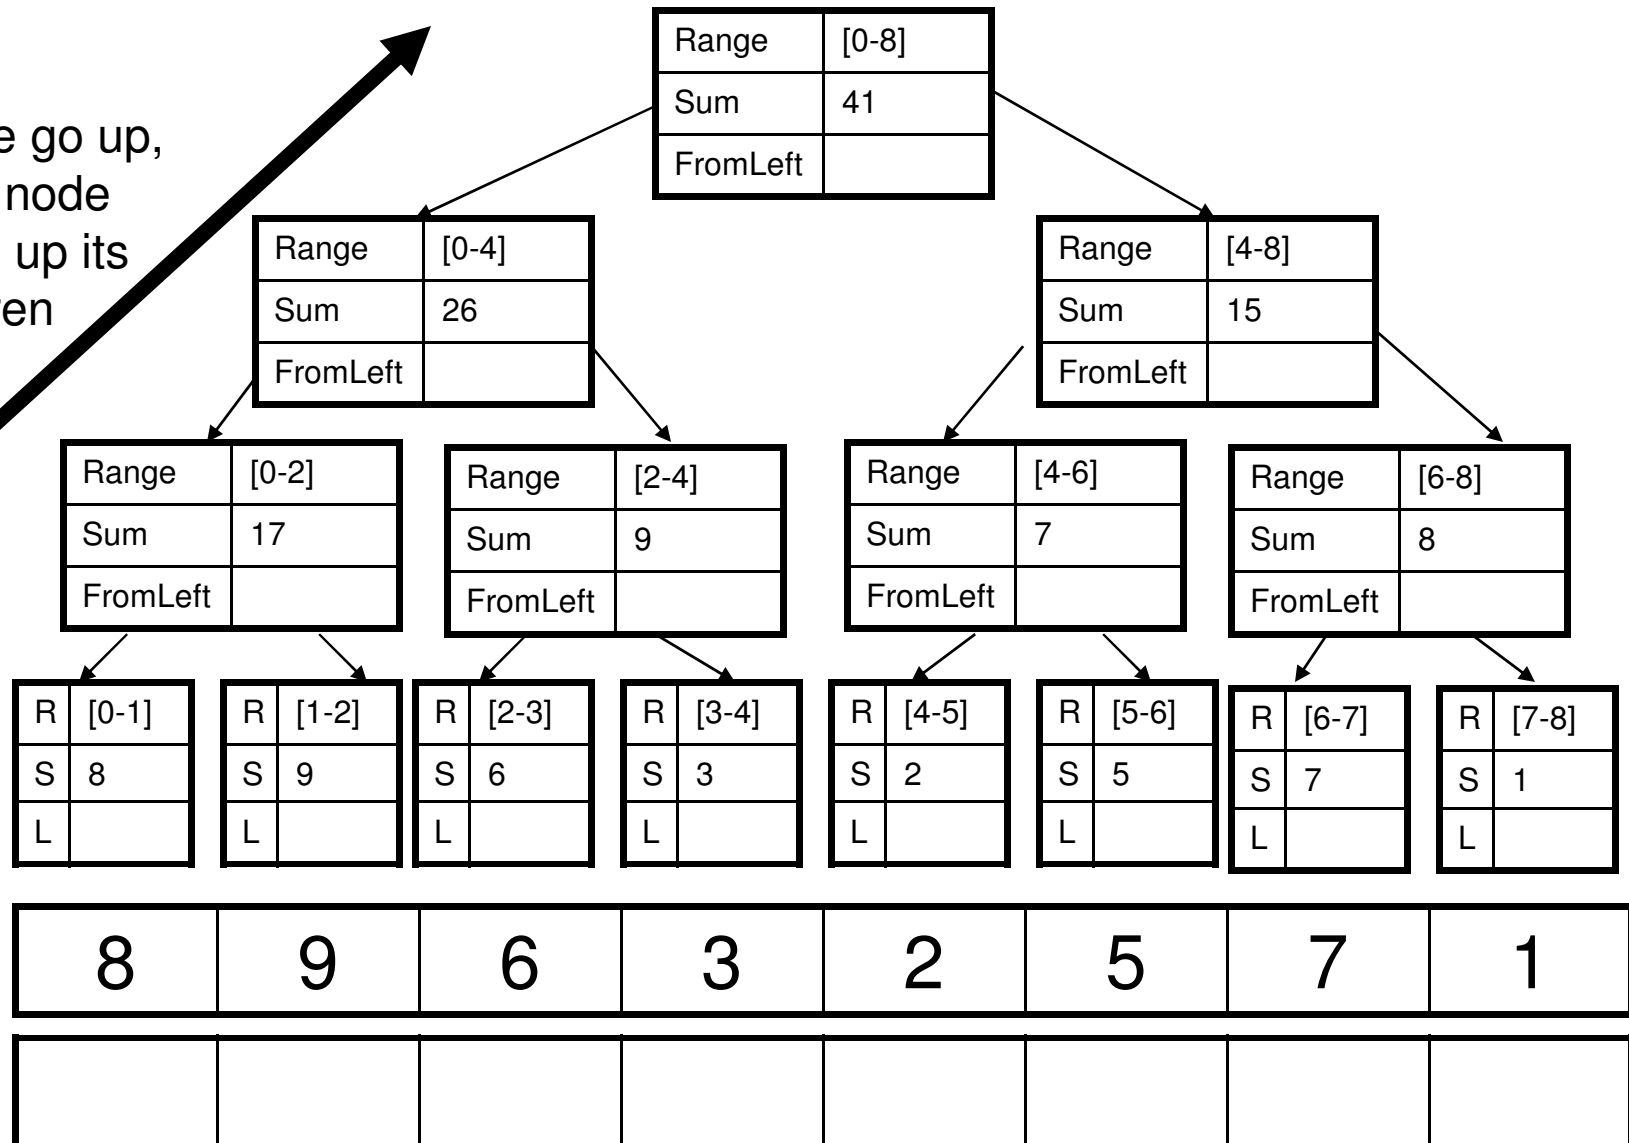 e go up,
node
up its
en
Range [0-8]
Sum 41
FromLeft
Range [0-4]
Sum 26
FromLeft
Range [4-8]
Sum 15
FromLeft
Range [0-2]
Sum 17
FromLeft
Range [2-4]
Sum 9
FromLeft
Range [4-6]
Sum 7
FromLeft
Range [6-8]
Sum 8
FromLeft
R [0-1]
S 8
L
R [1-2]
S 9
L
R [2-3]
S 6
L
R [3-4]
S 3
L
R [4-5]
S 2
L
R [5-6]
S 5
L
R [6-7]
S 7
L
R [7-8]
S 1
L
8 9 6 3 2 5 7 1